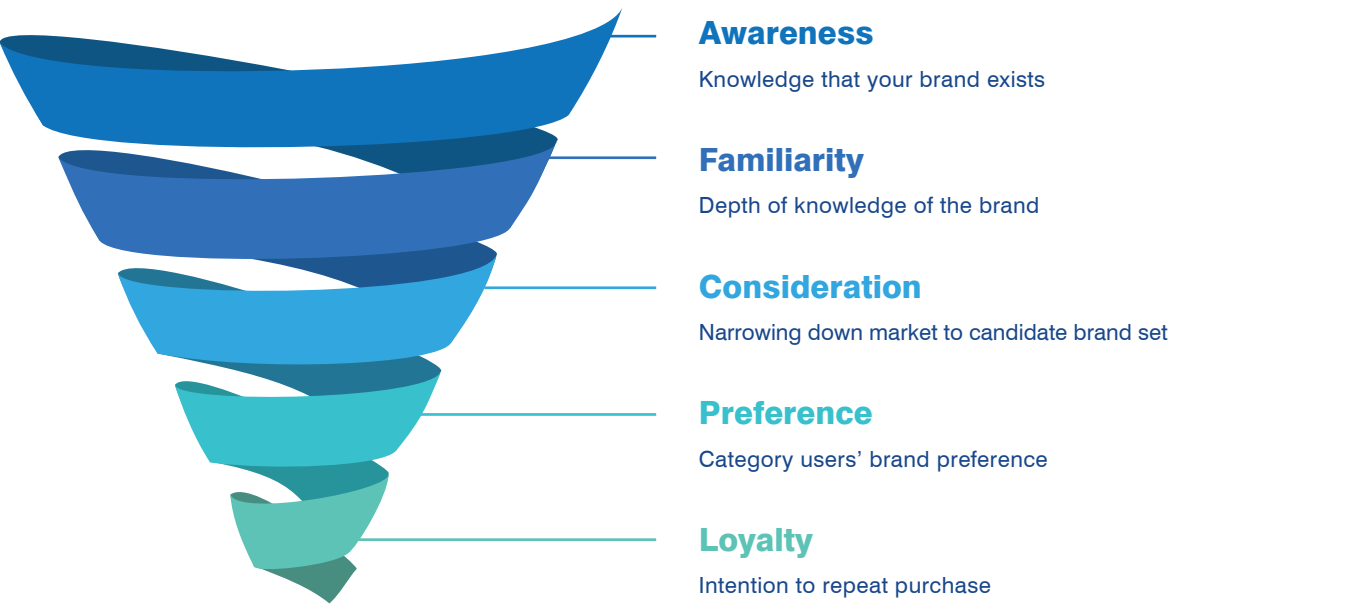 Awareness
Knowledge that your brand exists
Familiarity
Depth of knowledge of the brand
Consideration
Narrowing down market to candidate brand set
Preference
Category users’ brand preference
Loyalty
Intention to repeat purchase